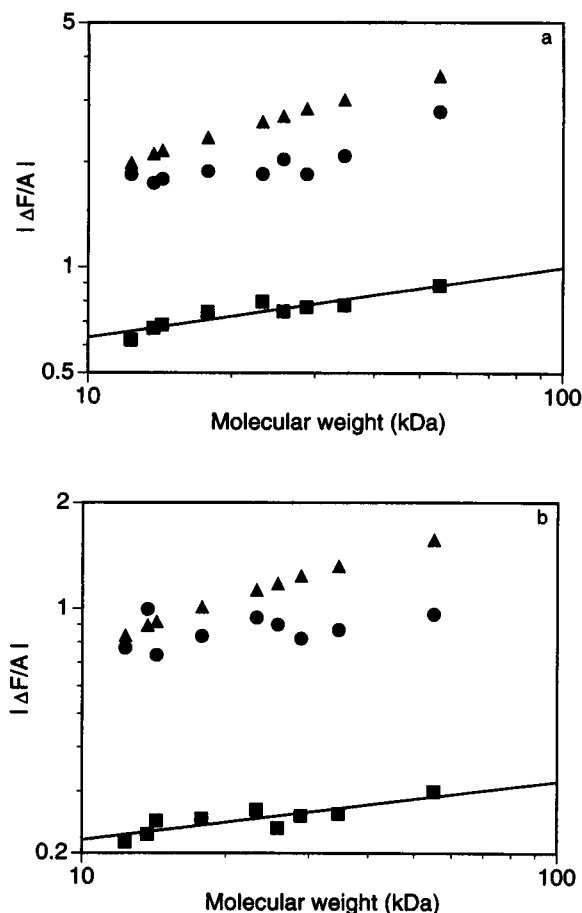 a
5
1
0.5
| ΔF/A |
10
100
Molecular weight (kDa)
b
2
1
0.2
| ΔF/A |
10
100
Molecular weight (kDa)